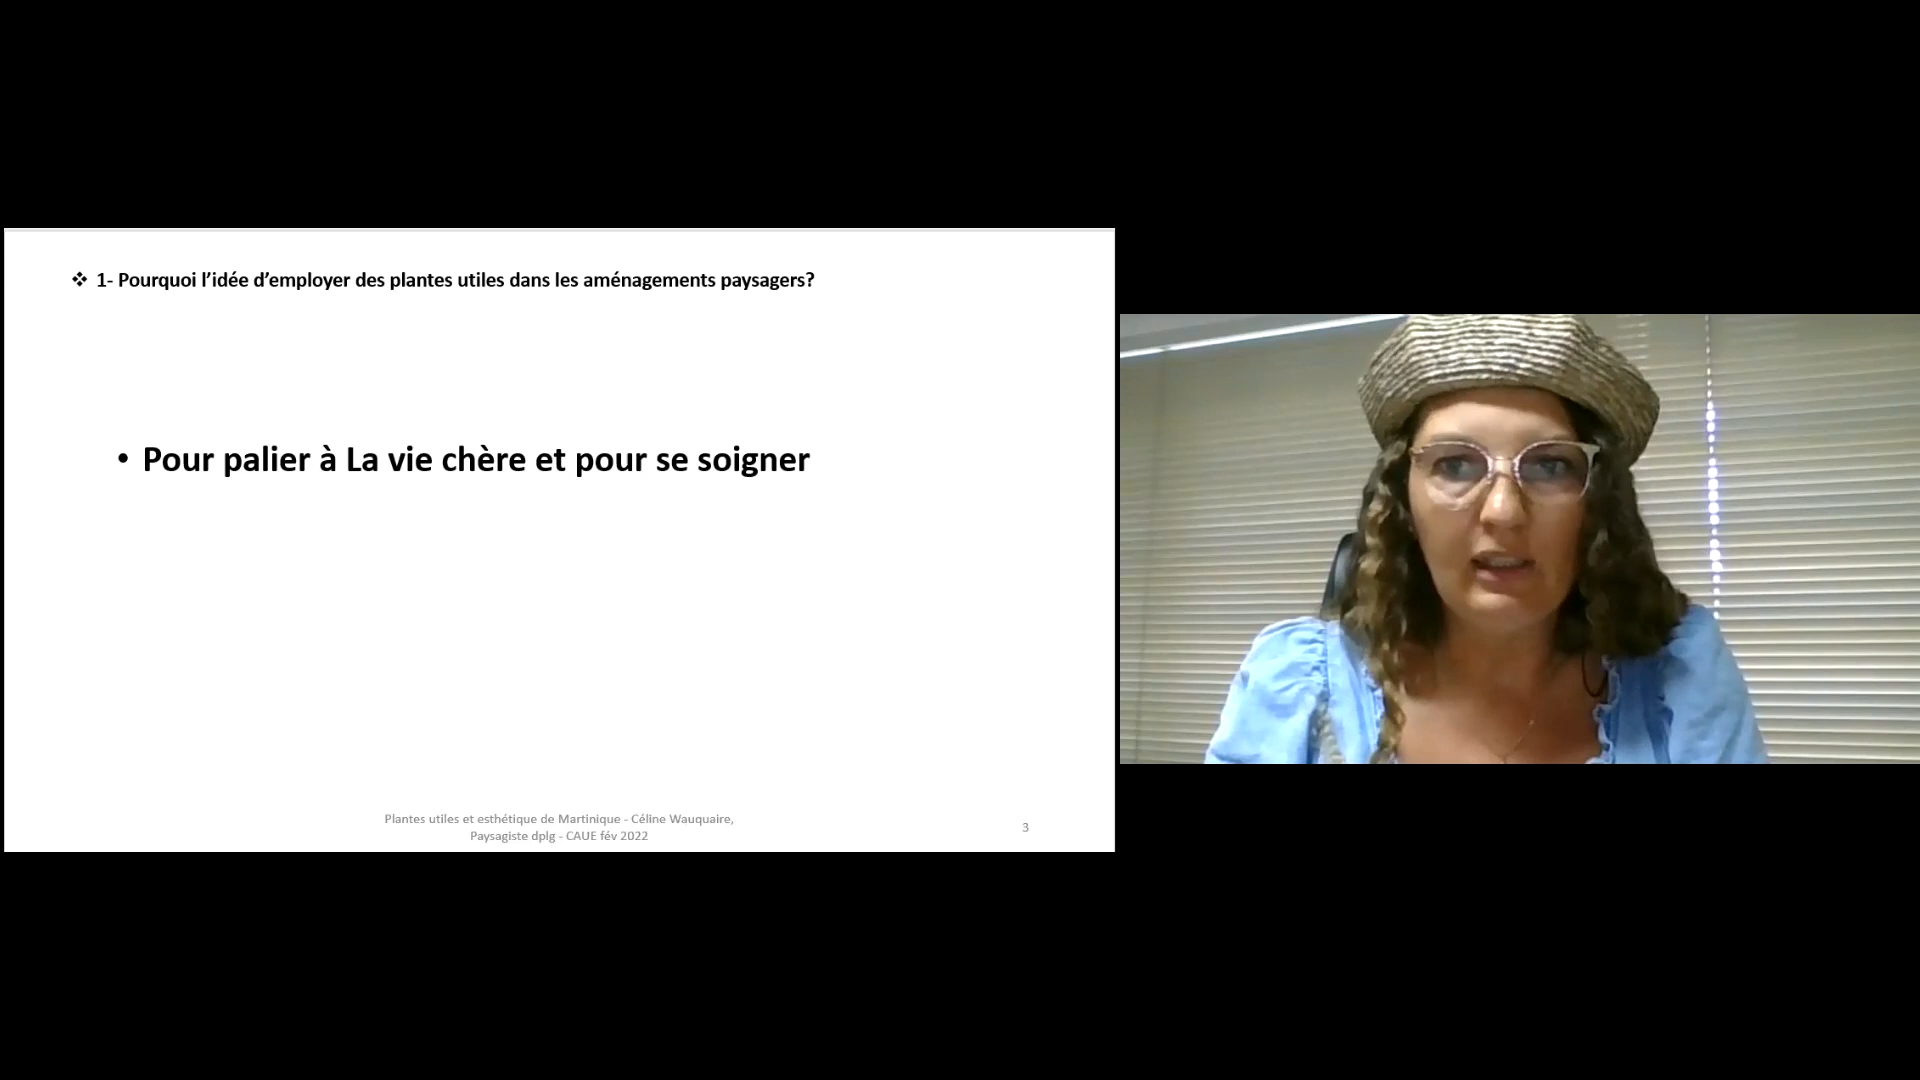 ❖ 1- Pourquoi l’idée d’employer des plantes utiles dans les aménagements paysagers?
• Pour palier à La vie chère et pour se soigner
Plantes utiles et esthétique de Martinique - Céline Wauquaire,
Paysagiste dplg - CAUE fév 2022
3